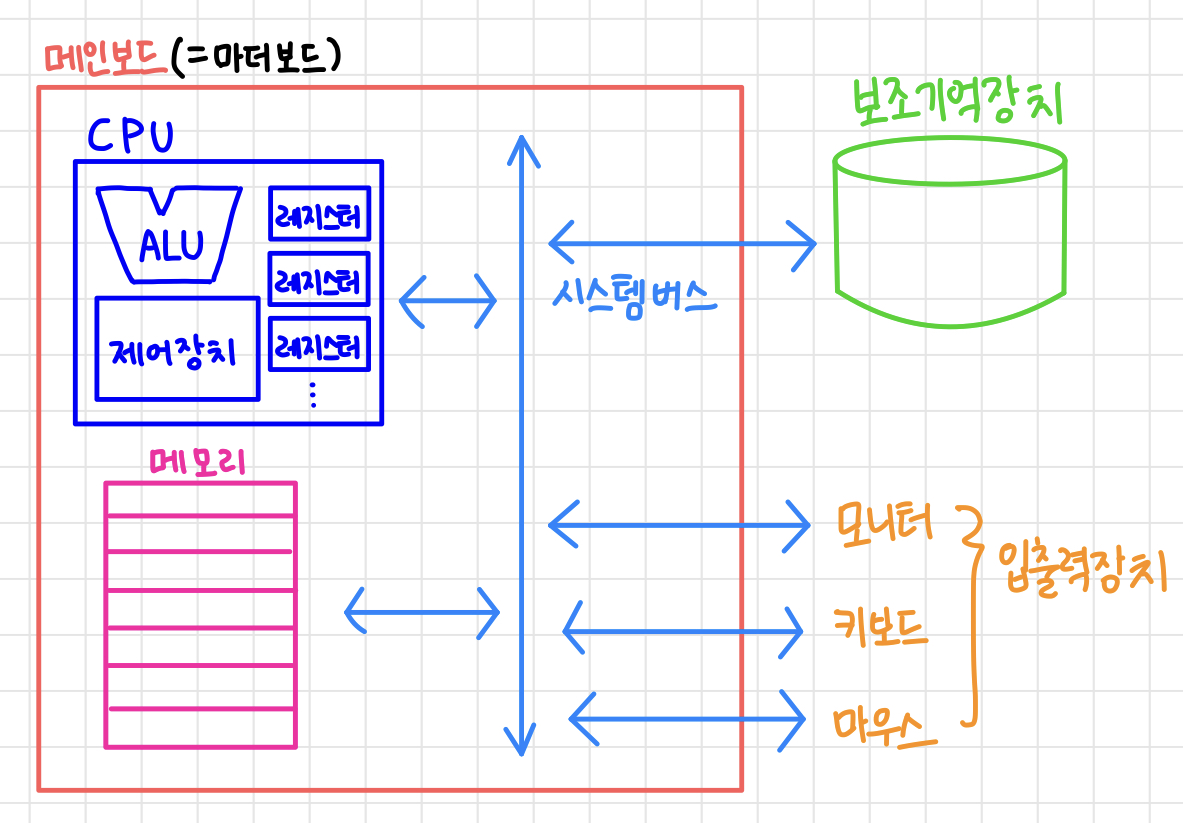 메인보드(=마더보드)
CPU
ALU
레지스터
레지스터
레지스터
⋮
제어장치
메모리
시스템버스
보조기억장치
모니터
키보드
마우스
입출력장치